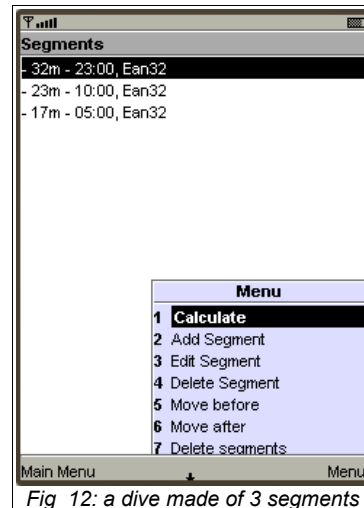 Segments
- 32m - 23:00, Ean32
- 23m - 10:00, Ean32
- 17m - 05:00, Ean32
Menu
1 Calculate
2 Add Segment
3 Edit Segment
4 Delete Segment
5 Move before
6 Move after
7 Delete segments
Main Menu Menu
Fig 12: a dive made of 3 segments